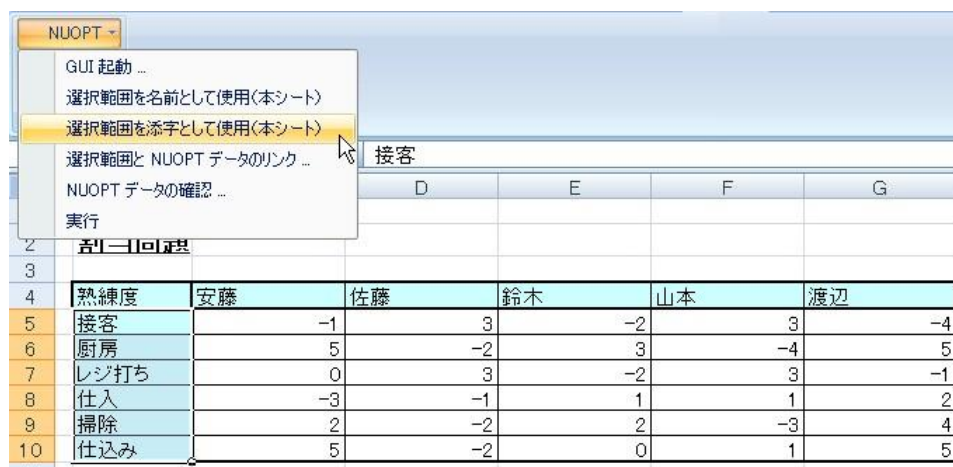 NUOPT
GUI 起動 ...
選択範囲を名前として使用(本シート)
選択範囲を添字として使用(本シート)
選択範囲と NUOPT データのリンク ...
NUOPT データの確認 ...
実行
接客
D E F G
2 割当問題
3
4 熟練度 安藤 佐藤 鈴木 山本 渡辺
5 接客 -1 3 -2 3 -4
6 厨房 5 -2 3 -4 5
7 レジ打ち 0 3 -2 3 -1
8 仕入 -3 -1 1 1 2
9 掃除 2 -2 2 -3 4
10 仕込み 5 -2 0 1 5